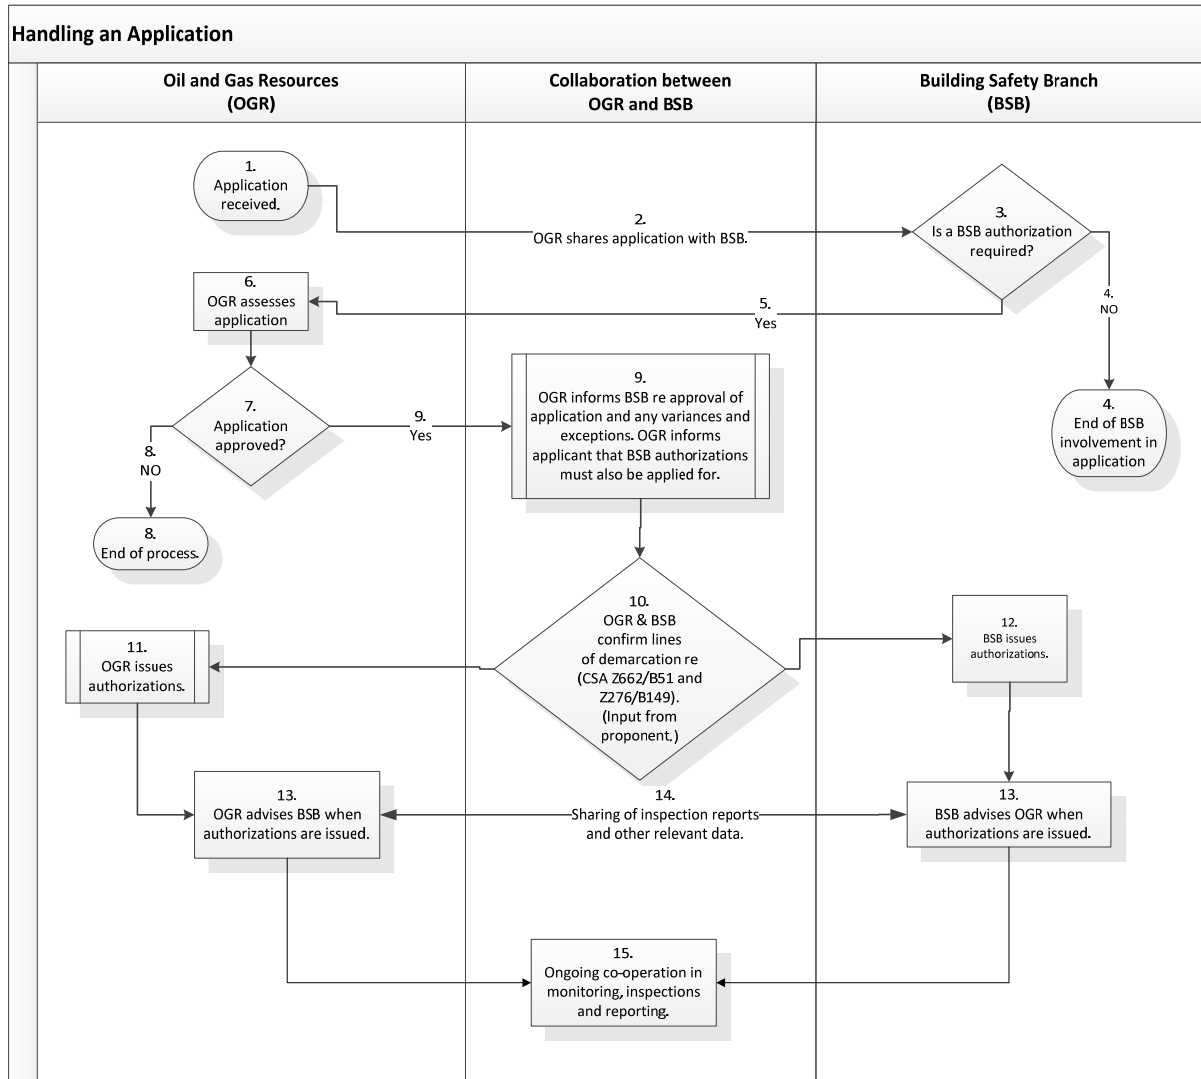 Handling an Application
Oil and Gas Resources
(OGR)
Collaboration between
OGR and BSB
Building Safety Branch
(BSB)
1.
Application
received.
2.
OGR shares application with BSB.
3.
Is a BSB authorization
required?
4.
NO
4.
End of BSB
involvement in
application
5.
Yes
6.
OGR assesses
application
7.
Application
approved?
8.
NO
8.
End of process.
9.
Yes
9.
OGR informs BSB re approval of
application and any variances and
exceptions. OGR informs
applicant that BSB authorizations
must also be applied for.
10.
OGR & BSB
confirm lines
of demarcation re
(CSA Z662/B51 and
Z276/B149).
(Input from
proponent.)
11.
OGR issues
authorizations.
12.
BSB issues
authorizations.
13.
OGR advises BSB when
authorizations are issued.
14.
Sharing of inspection reports
and other relevant data.
13.
BSB advises OGR when
authorizations are issued.
15.
Ongoing co-operation in
monitoring, inspections
and reporting.